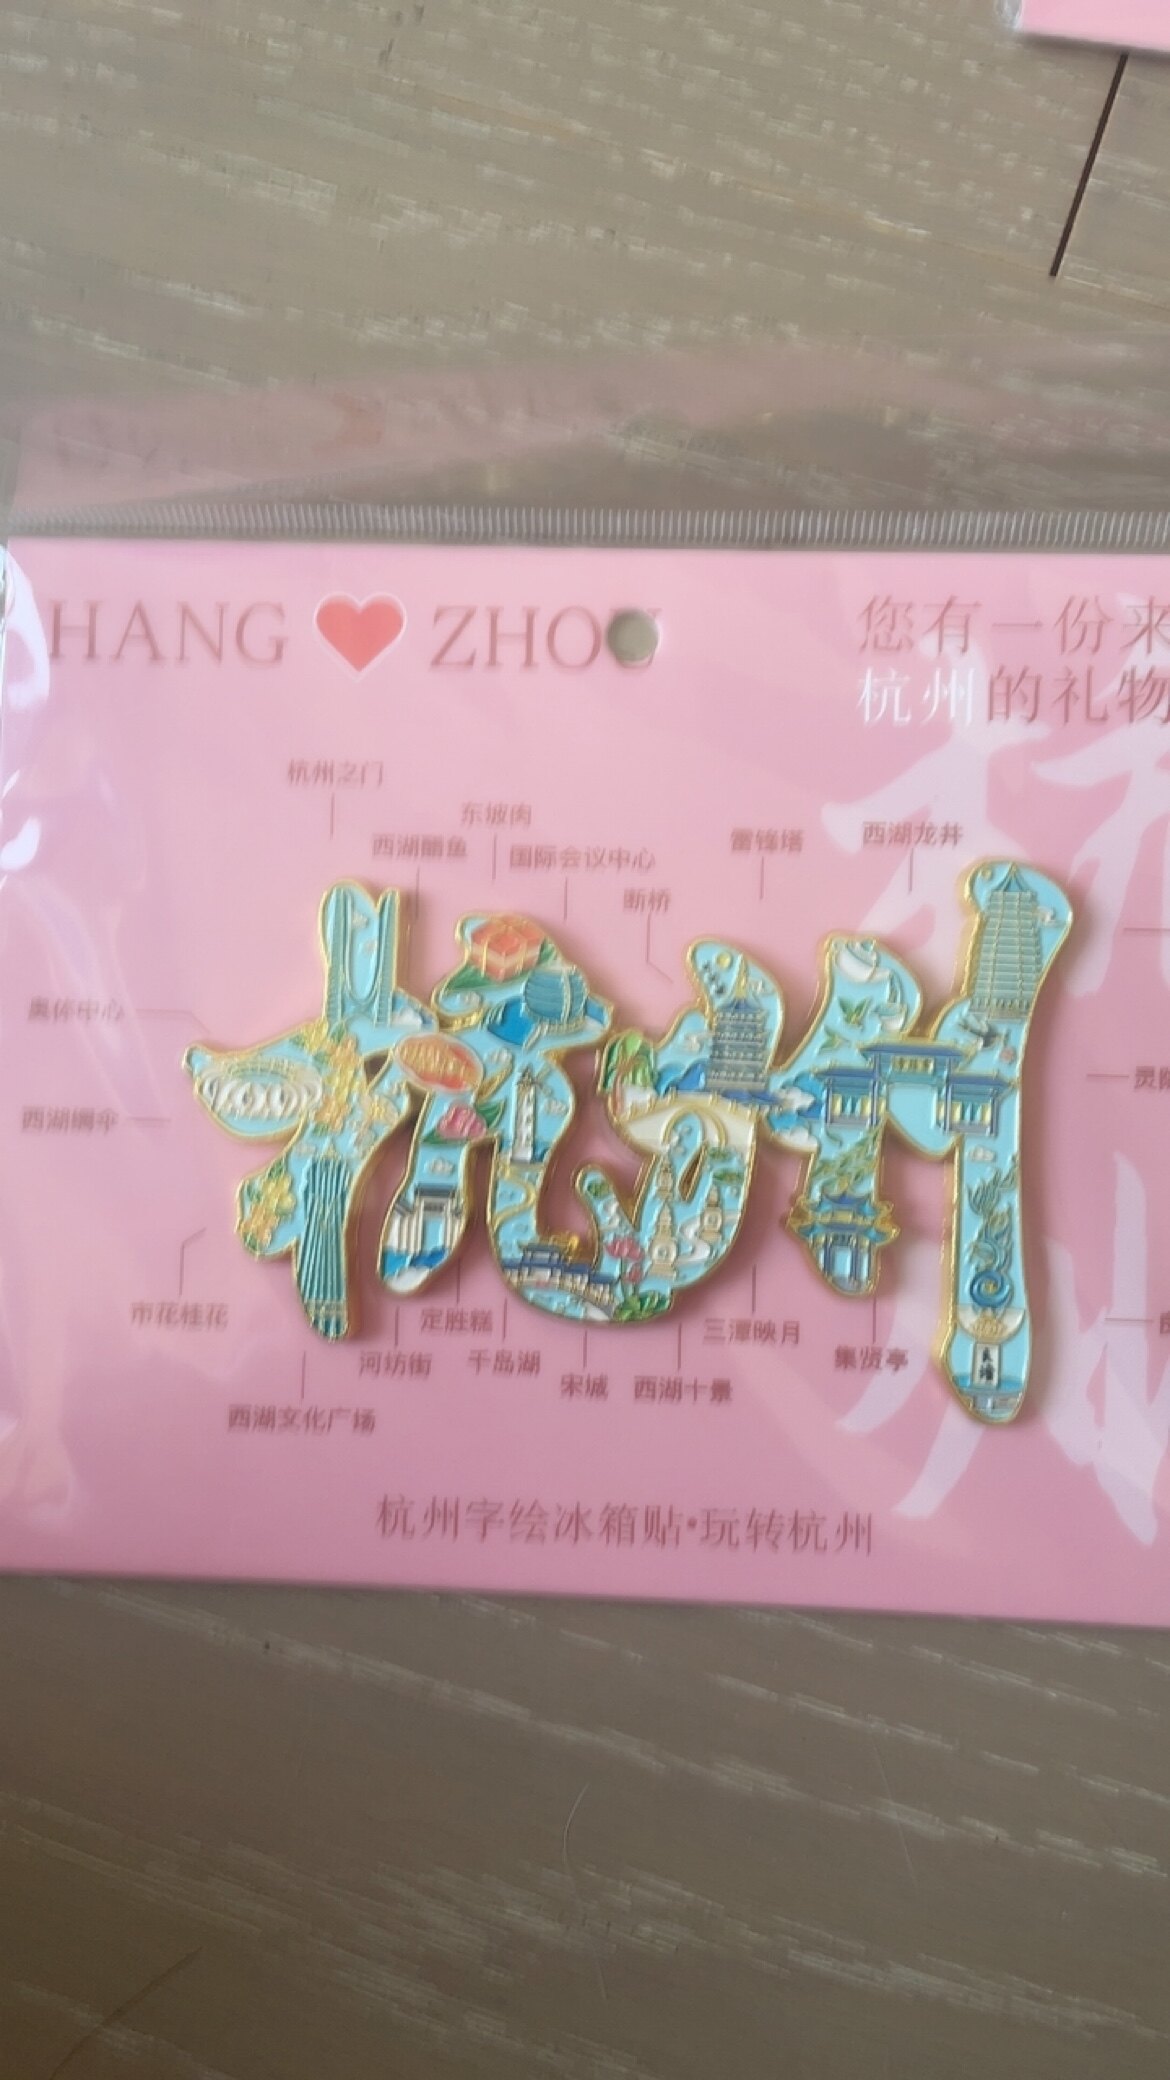 HANG ZHOU
您有一份来
杭州的礼物
杭州之门
东坡肉
西湖醋鱼
国际会议中心
断桥
雷锋塔
西湖龙井
奥体中心
西湖绸伞
灵
市花桂花
定胜糕
河坊街
千岛湖
宋城
西湖十景
三潭映月
集贤亭
西湖文化广场
杭州字绘冰箱贴·玩转杭州
杭州